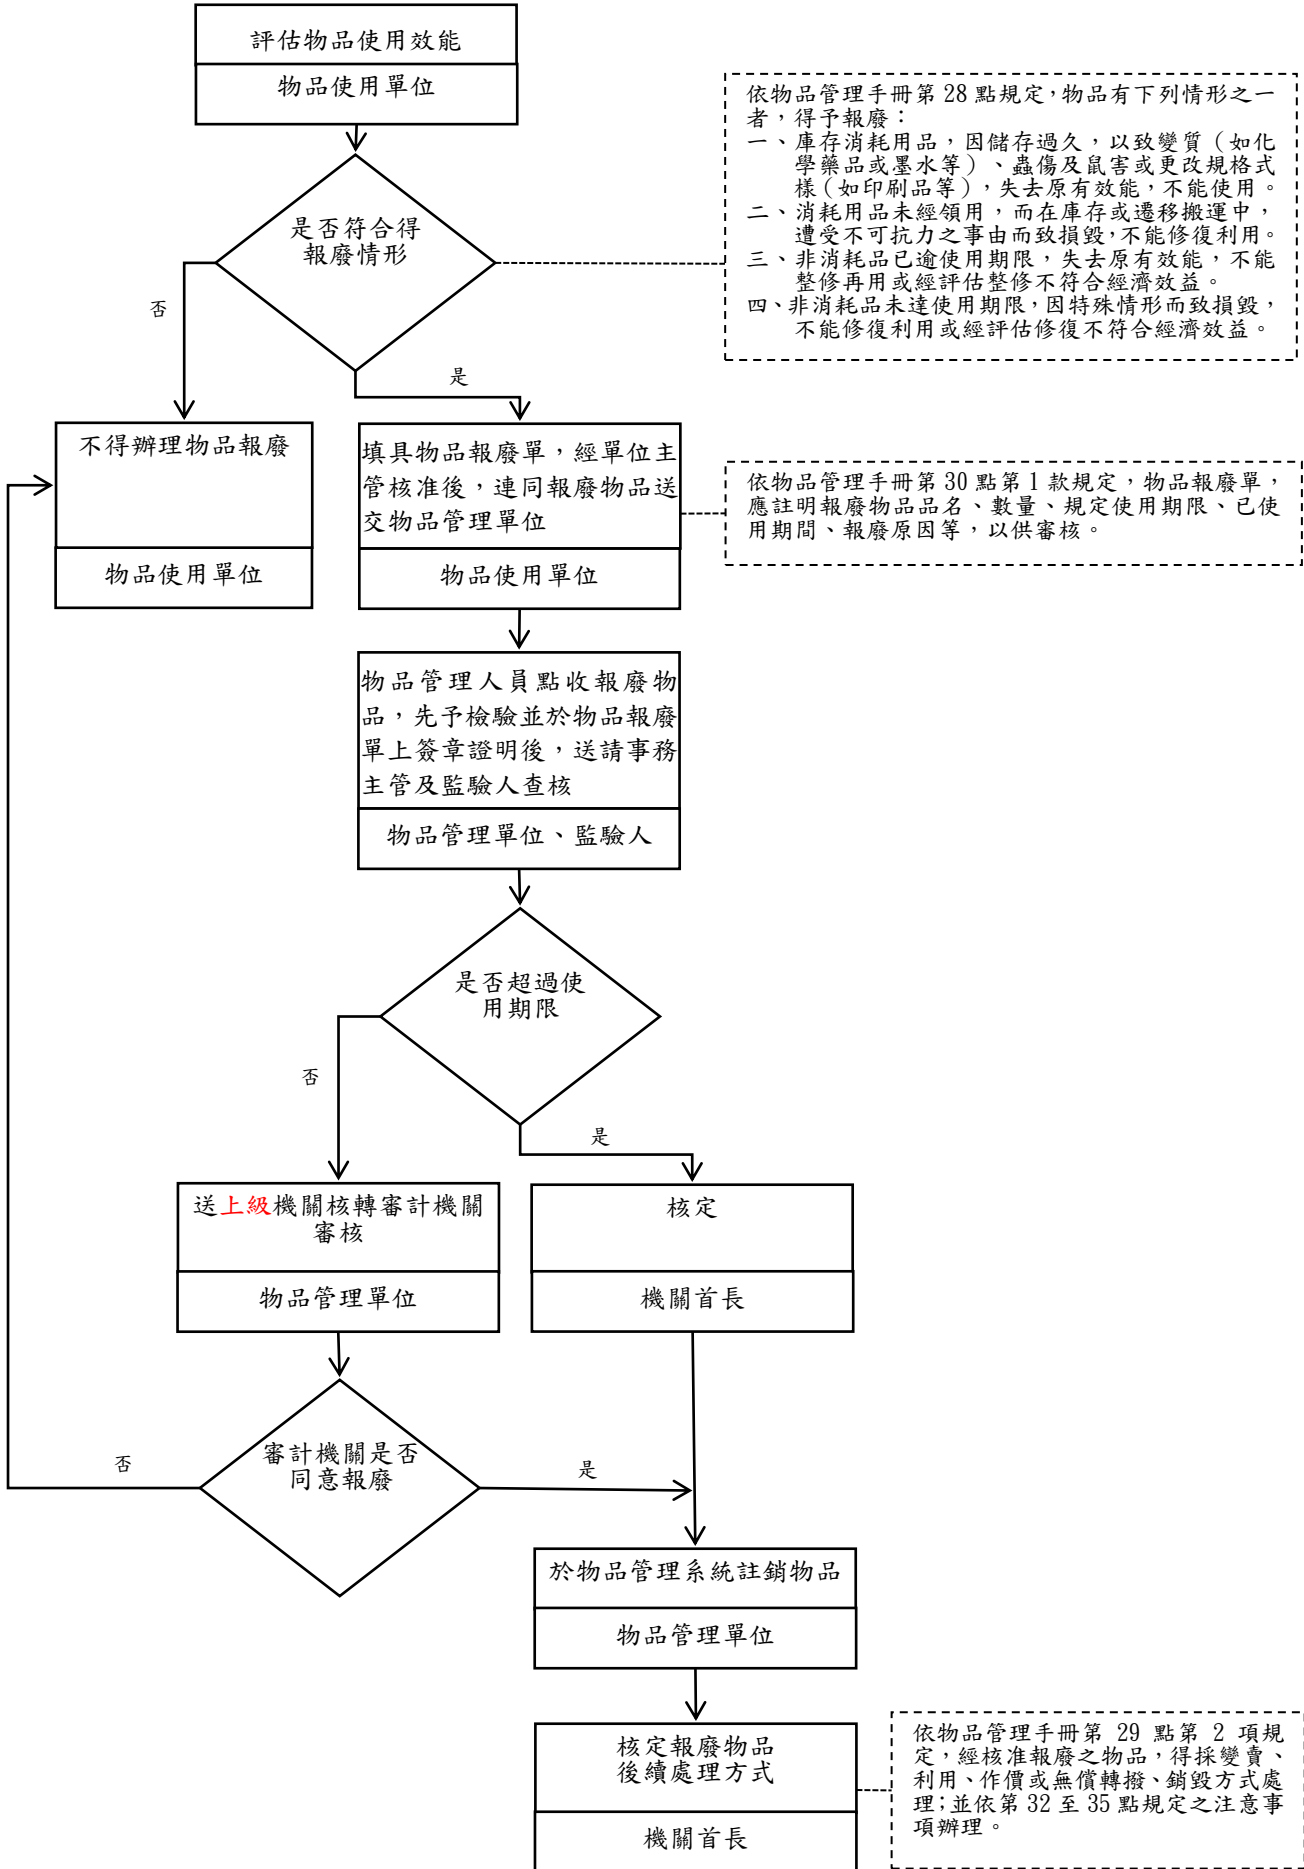 評估物品使用效能
物品使用單位
依物品管理手冊第 28 點規定，物品有下列情形之一
者，得予報廢：
一、庫存消耗用品，因儲存過久，以致變質（如化
學藥品或墨水等）、蟲傷及鼠害或更改規格式
樣（如印刷品等），失去原有效能，不能使用。
二、消耗用品未經領用，而在庫存或遷移搬運中，
遭受不可抗力之事由而致損毀，不能修復利用。
三、非消耗品已逾使用期限，失去原有效能，不能
整修再用或經評估整修不符合經濟效益。
四、非消耗品未達使用期限，因特殊情形而致損毀，
不能修復利用或經評估修復不符合經濟效益。
是否符合得
報廢情形
否
是
不得辦理物品報廢
物品使用單位
填具物品報廢單，經單位主
管核准後，連同報廢物品送
交物品管理單位
物品使用單位
依物品管理手冊第 30 點第 1 款規定，物品報廢單，
應註明報廢物品品名、數量、規定使用期限、已使
用期間、報廢原因等，以供審核。
物品管理人員點收報廢物
品，先予檢驗並於物品報廢
單上簽章證明後，送請事務
主管及監驗人查核
物品管理單位、監驗人
是否超過使
用期限
否
是
送上級機關核轉審計機關
審核
物品管理單位
核定
機關首長
審計機關是否
同意報廢
否
是
於物品管理系統註銷物品
物品管理單位
核定報廢物品
後續處理方式
機關首長
依物品管理手冊第 29 點第 2 項規
定，經核准報廢之物品，得採變賣、
利用、作價或無償轉撥、銷毀方式處
理；並依第 32 至 35 點規定之注意事
項辦理。